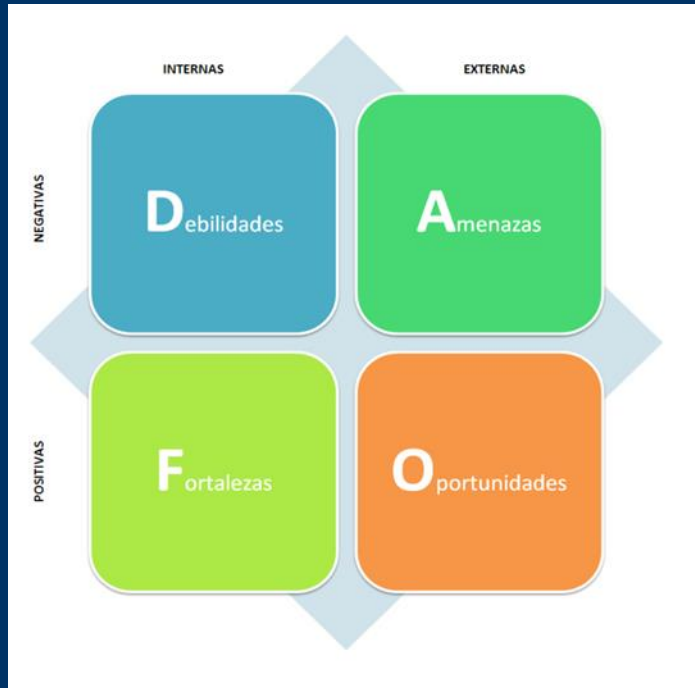 INTERNAS
EXTERNAS
NEGATIVAS
Debilidades
Amenazas
POSITIVAS
Fortalezas
Oportunidades